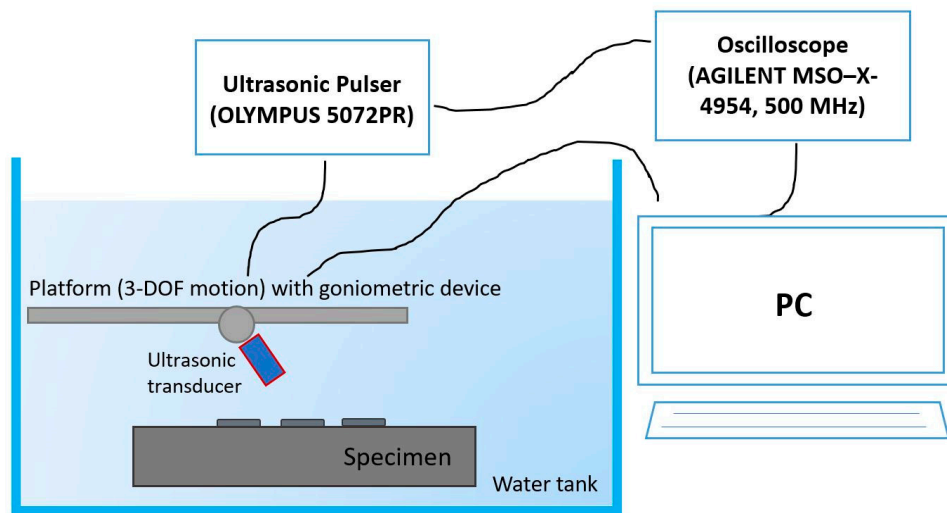 Ultrasonic Pulser
(OLYMPUS 5072PR)
Oscilloscope
(AGILENT MSO–X-
4954, 500 MHz)
Platform (3-DOF motion) with goniometric device
Ultrasonic
transducer
PC
Specimen
Water tank